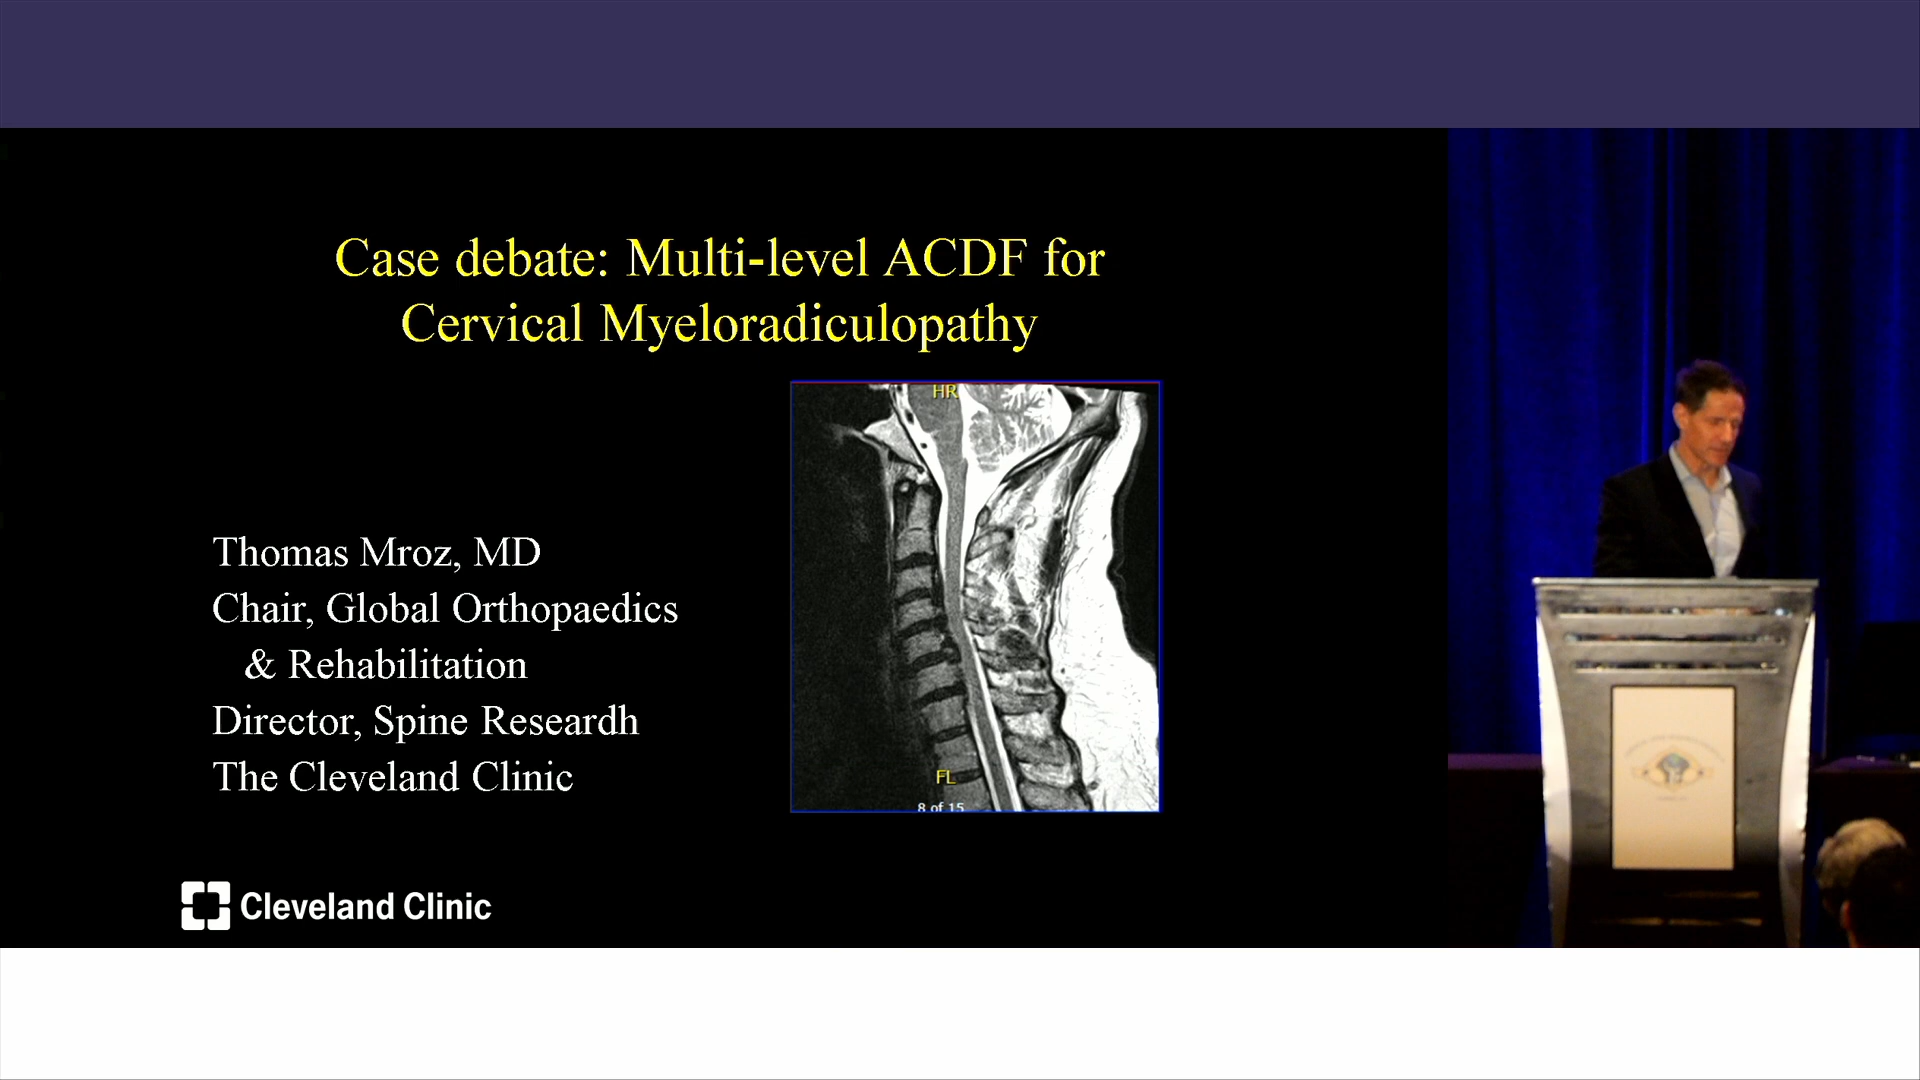 Case debate: Multi-level ACDF for
Cervical Myeloradiculopathy
HR
FL
8 of 15
Thomas Mroz, MD
Chair, Global Orthopaedics
& Rehabilitation
Director, Spine Researdh
The Cleveland Clinic
Cleveland Clinic